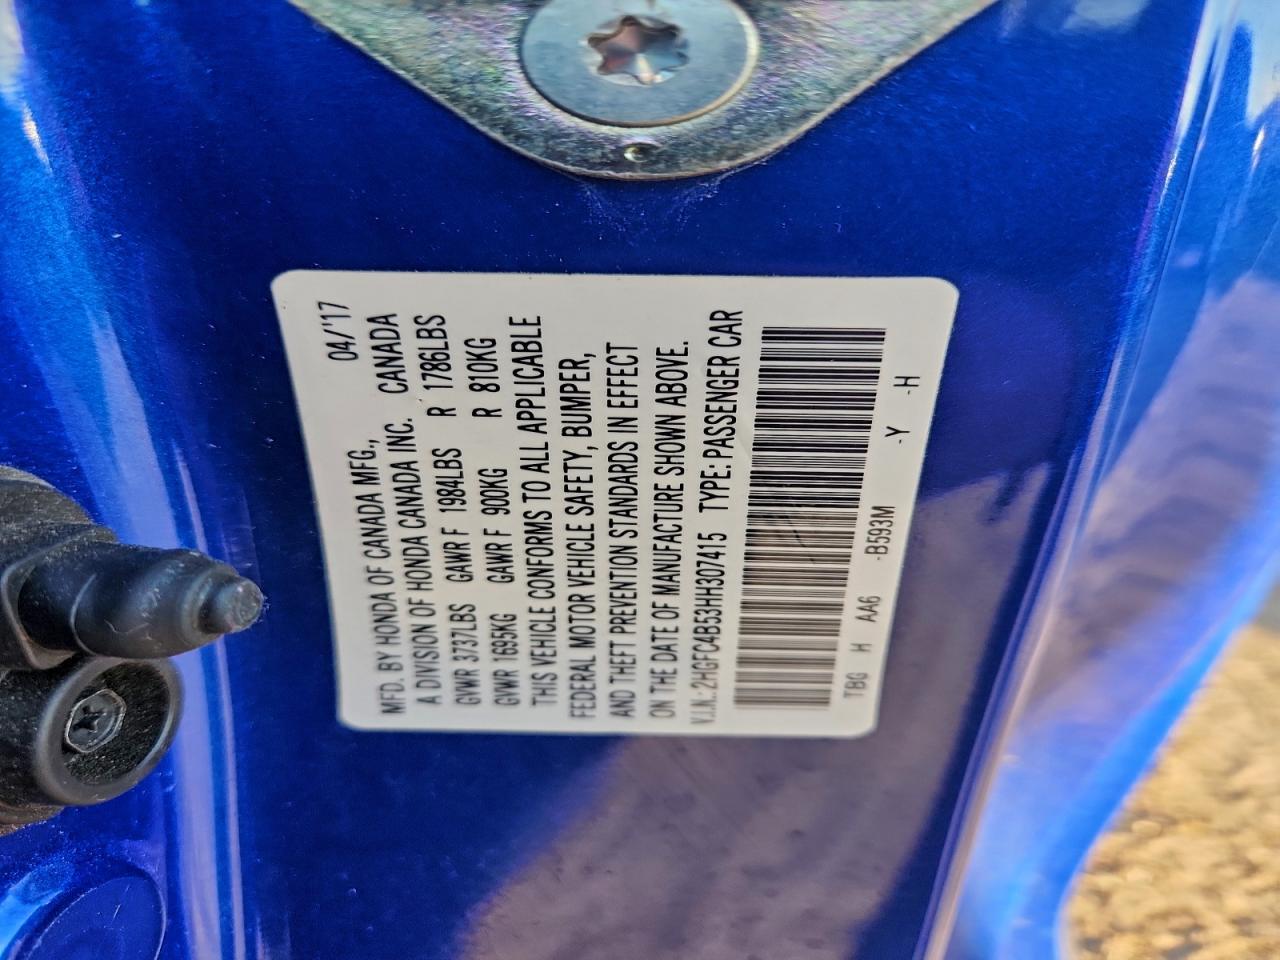 04/'17
MFD. BY HONDA OF CANADA MFG.,
A DIVISION OF HONDA CANADA INC. CANADA
GVWR 3737LBS GAWR F 1984LBS R 1786LBS
GVWR 1695KG GAWR F 900KG R 810KG
THIS VEHICLE CONFORMS TO ALL APPLICABLE
FEDERAL MOTOR VEHICLE SAFETY, BUMPER,
AND THEFT PREVENTION STANDARDS IN EFFECT
ON THE DATE OF MANUFACTURE SHOWN ABOVE.
V.I.N.: 2HGFC4B53HH307415 TYPE: PASSENGER CAR
TBG H AA6 -B593M -Y -H